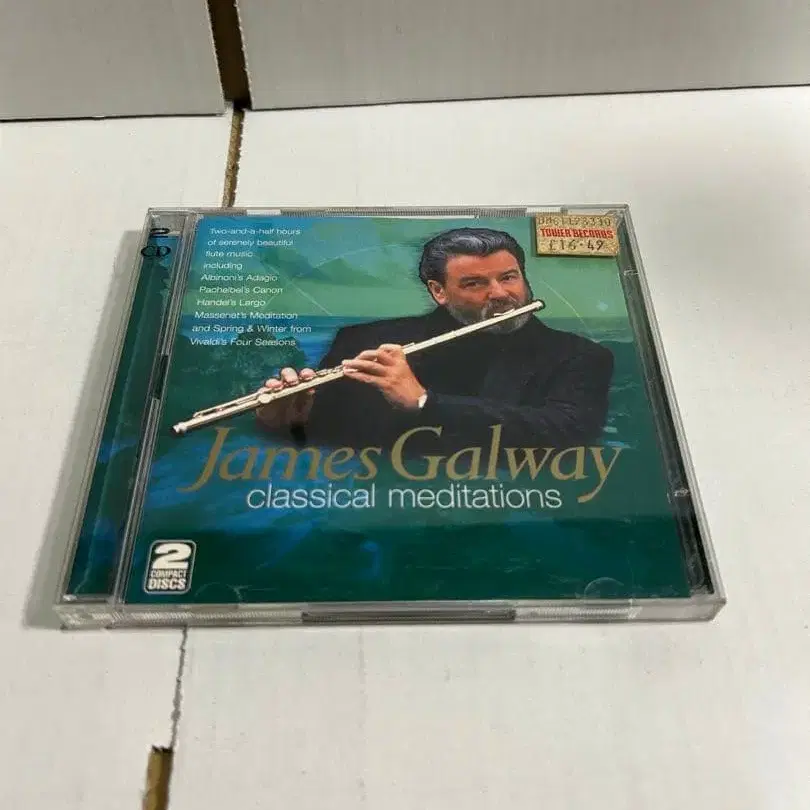 2
CD
Two-and-a-half hours
of serenely beautiful
flute music
including
Albinoni's Adagio
Pachelbel's Canon
Handel's Largo
Massenet's Meditation
and Spring & Winter from
Vivaldi's Four Seasons
TOWER RECORDS
£16.49
James Galway
classical meditations
2
COMPACT
DISCS